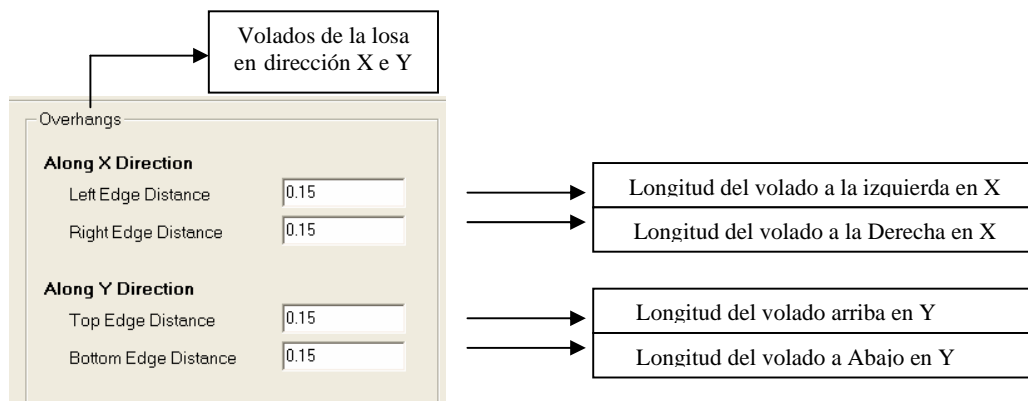 Volados de la losa
en dirección X e Y
Overhangs
Along X Direction
Left Edge Distance 0.15 Longitud del volado a la izquierda en X
Right Edge Distance 0.15 Longitud del volado a la Derecha en X
Along Y Direction
Top Edge Distance 0.15 Longitud del volado arriba en Y
Bottom Edge Distance 0.15 Longitud del volado a Abajo en Y